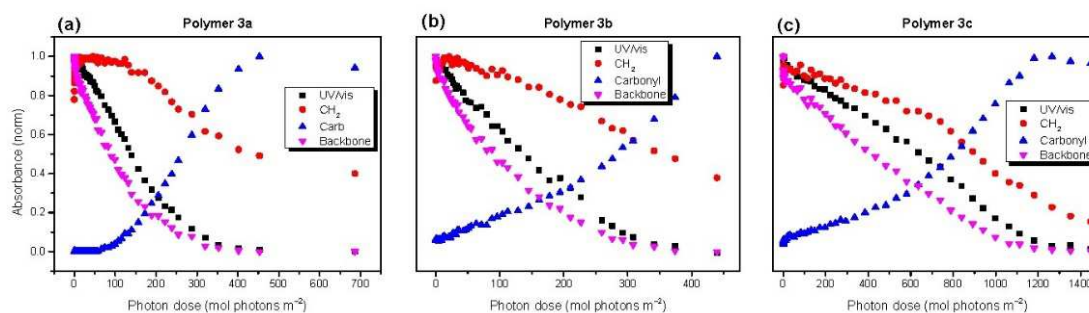 (a)
Polymer 3a
1.0
0.8
0.6
0.4
0.2
0.0
Absorbance (norm)
UV/vis
CH₂
Carb
Backbone
0 100 200 300 400 500 600 700
Photon dose (mol photons m⁻²)
(b)
Polymer 3b
UV/vis
CH₂
Carbonyl
Backbone
0 100 200 300 400
Photon dose (mol photons m⁻²)
(c)
Polymer 3c
UV/vis
CH₂
Carbonyl
Backbone
0 200 400 600 800 1000 1200 1400
Photon dose (mol photons m⁻²)